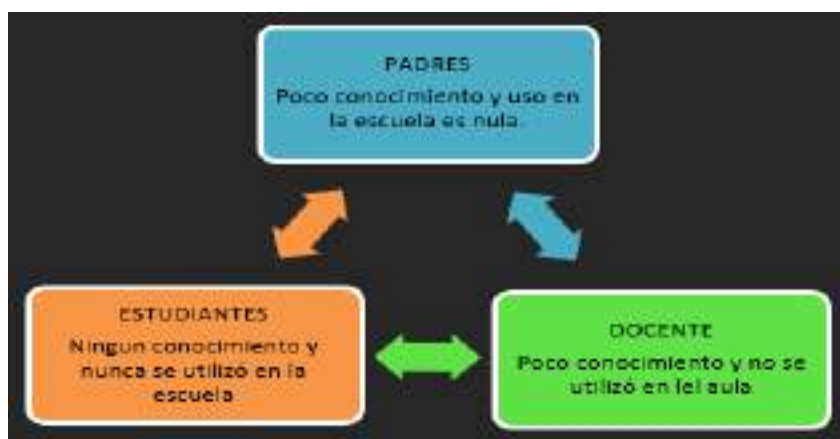 PADRES
Poco conocimiento y uso en
la escuela es nula.
ESTUDIANTES
Ningun conocimiento y
nunca se utilizó en la
escuela
DOCENTE
Poco conocimiento y no se
utilizó en lel aula